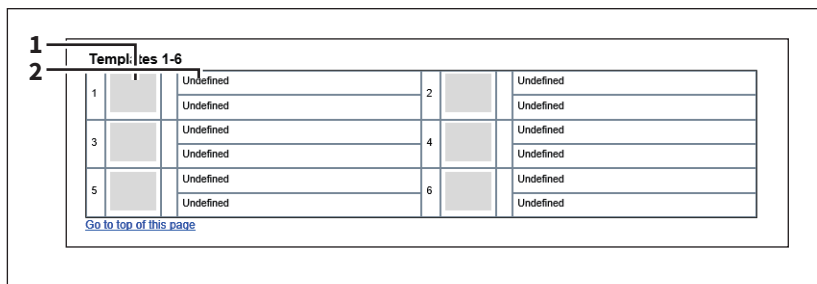 1
Templates 1-6
2
1
Undefined
Undefined
2
Undefined
Undefined
3
Undefined
Undefined
4
Undefined
Undefined
5
Undefined
Undefined
6
Undefined
Undefined
Go to top of this page